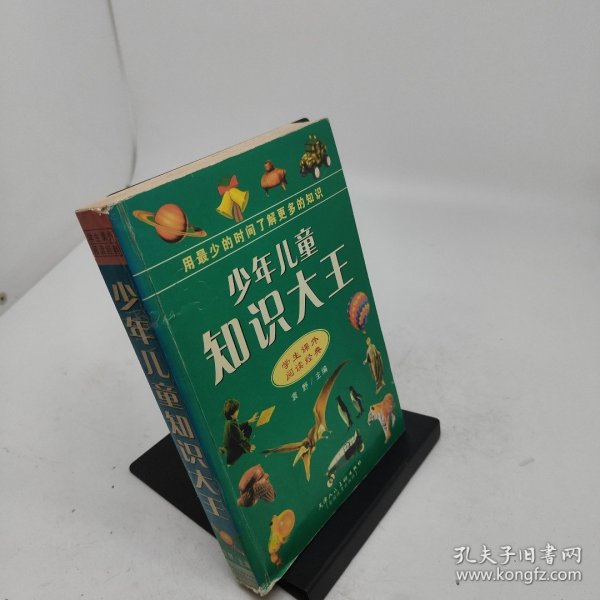 用最少的时间了解更多的知识
少年儿童
知识大王
学生课外
阅读经典
袁野/主编
少年儿童知识大王
孔夫子旧书网
www.kongfz.com